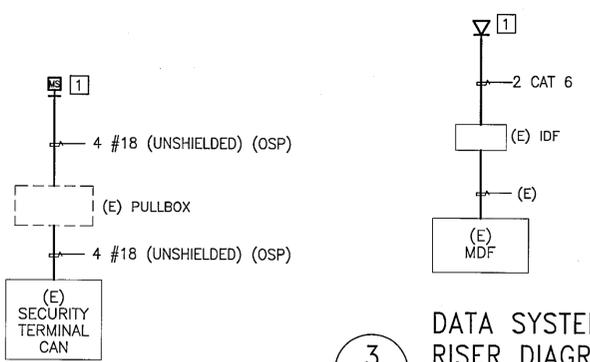 MS 1
4 #18 (UNSHIELDED) (OSP)
(E) PULLBOX
4 #18 (UNSHIELDED) (OSP)
(E)
SECURITY
TERMINAL
CAN
1
2 CAT 6
(E) IDF
(E)
(E)
MDF
3
DATA SYSTE
RISER DIAGR